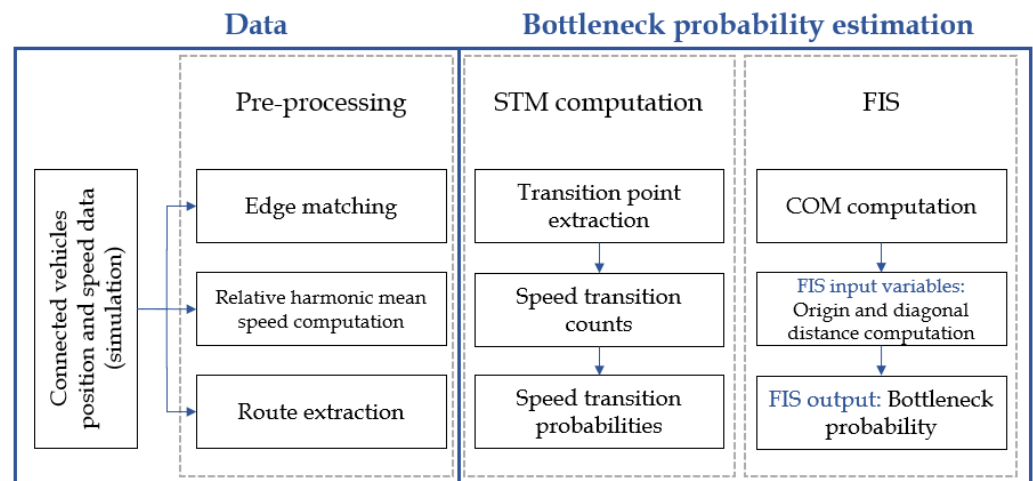 Data
Bottleneck probability estimation
Pre-processing
STM computation
FIS
Connected vehicles
position and speed data
(simulation)
Edge matching
Relative harmonic mean
speed computation
Route extraction
Transition point
extraction
Speed transition
counts
Speed transition
probabilities
COM computation
FIS input variables:
Origin and diagonal
distance computation
FIS output: Bottleneck
probability